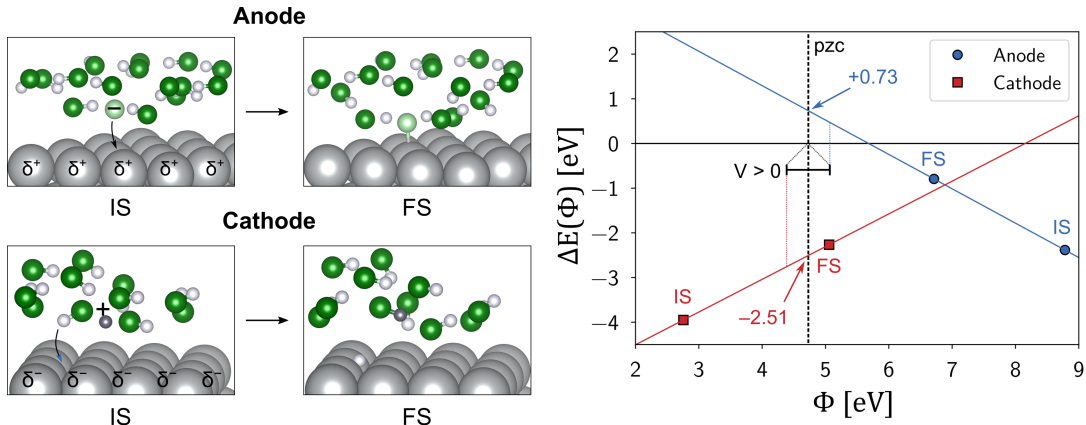 Anode
−
δ+ δ+ δ+ δ+ δ+
IS
FS
Cathode
+
δ− δ− δ− δ− δ−
IS
FS
2
1
0
−1
−2
−3
−4
ΔE(Φ) [eV]
pzc
+0.73
Anode
Cathode
V > 0
FS
IS
FS
IS
−2.51
2 3 4 5 6 7 8 9
Φ [eV]